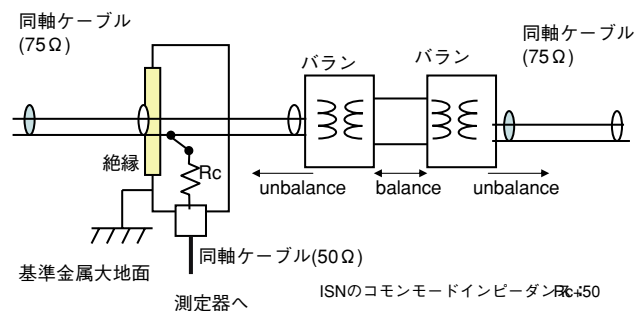 同軸ケーブル
(75Ω)
バラン
バラン
同軸ケーブル
(75Ω)
絶縁
Rc
unbalance
balance
unbalance
同軸ケーブル(50Ω)
基準金属大地面
測定器へ
ISNのコモンモードインピーダンス:Rc+50